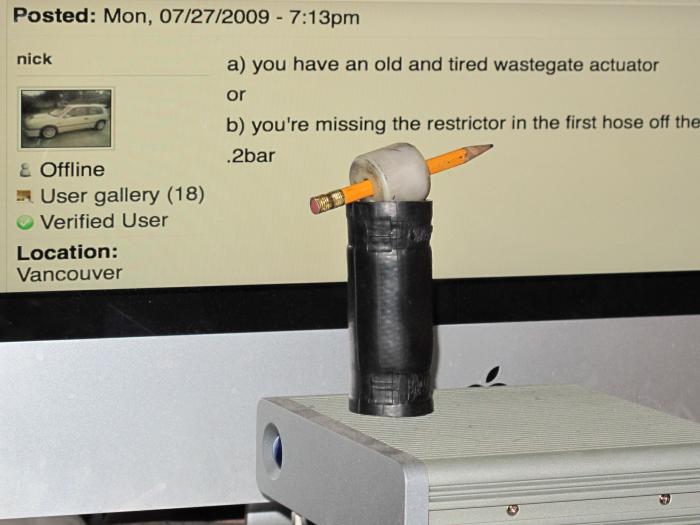 Posted: Mon, 07/27/2009 - 7:13pm
nick
a) you have an old and tired wastegate actuator
or
b) you're missing the restrictor in the first hose off the
.2bar
Offline
User gallery (18)
Verified User
Location:
Vancouver